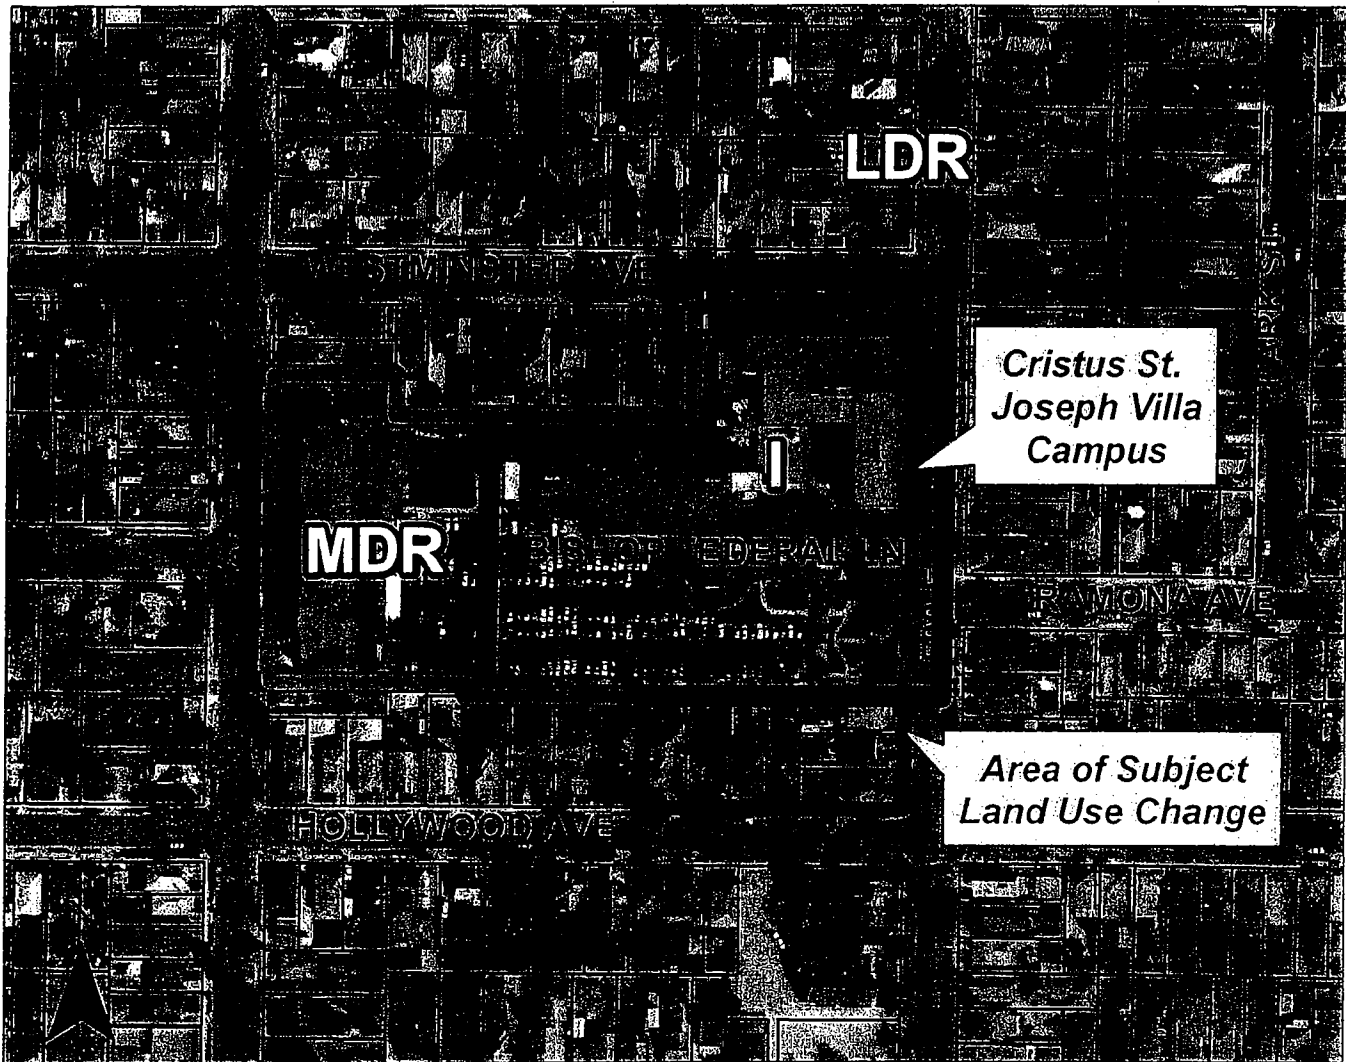 LDR
WESTMINSTER AVE
Cristus St.
Joseph Villa
Campus
I
MDR
BISHOP FEDERAL LN
RAMONA AVE
Area of Subject
Land Use Change
HOLLYWOOD AVE